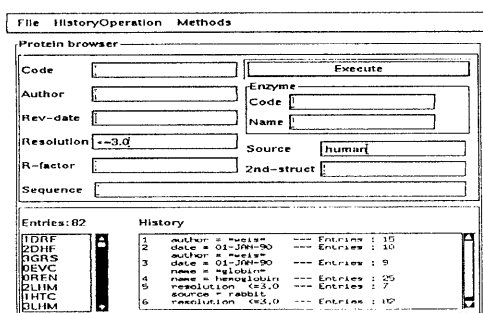 File HistoryOperation Methods
Protein browser
Code
Execute
Author
Enzyme
Code
Rev-date
Name
Resolution <~3.0
Source human
R-factor
2nd-struct
Sequence
Entries:82
History
1DRF
2DHF
3GRS
0EVC
0REN
2LHM
1HTC
1 author = *weis* --- Entries : 15
2 date = 01-JAN-90 --- Entries : 10
author = *weis*
3 date = 01-JAN-90 --- Entries : 9
name = *globin*
4 name = hemoglobin --- Entries : 25
5 resolution (=3.0 --- Entries : 7
source = rabbit
6 resolution (=3.0 --- Entries : 82